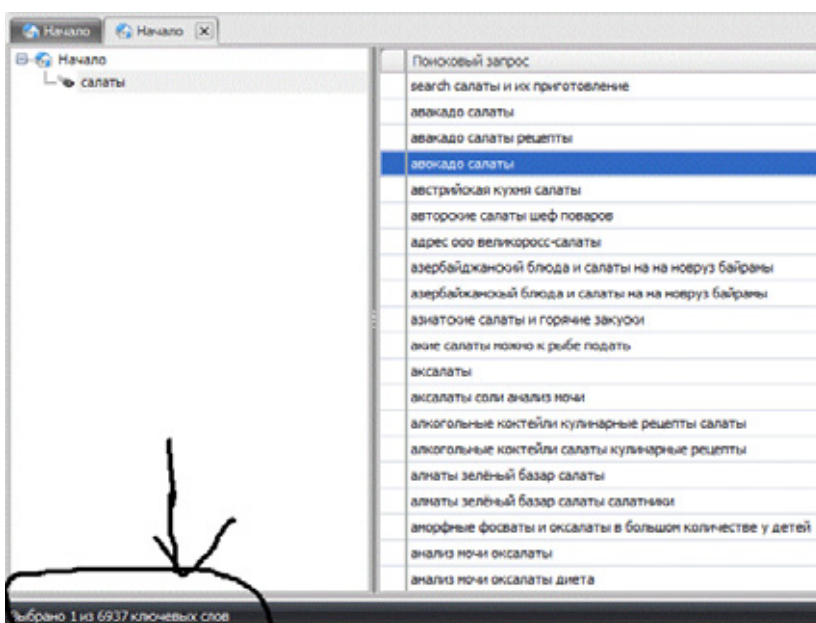 Начало
Начало
Начало
салаты
Поисковый запрос
search салаты и их приготовление
авакадо салаты
авакадо салаты рецепты
авокадо салаты
австрийская кухня салаты
авторские салаты шеф поваров
адрес ооо великоросс-салаты
азербайджанский блюда и салаты на на новруз байрамы
азербайжанскый блюда и салаты на на новруз байрамы
азиатские салаты и горячие закуски
акие салаты можно к рыбе подать
аксалаты
аксалаты соли анализ мочи
алкогольные коктейли кулинарные рецепты салаты
алкогольные коктейли салаты кулинарные рецепты
алматы зелёный базар салаты
алматы зелёный базар салаты салатники
аморфные фосваты и оксалаты в большом количестве у детей
анализ мочи оксалаты
анализ мочи оксалаты диета
Выбрано 1 из 6937 ключевых слов